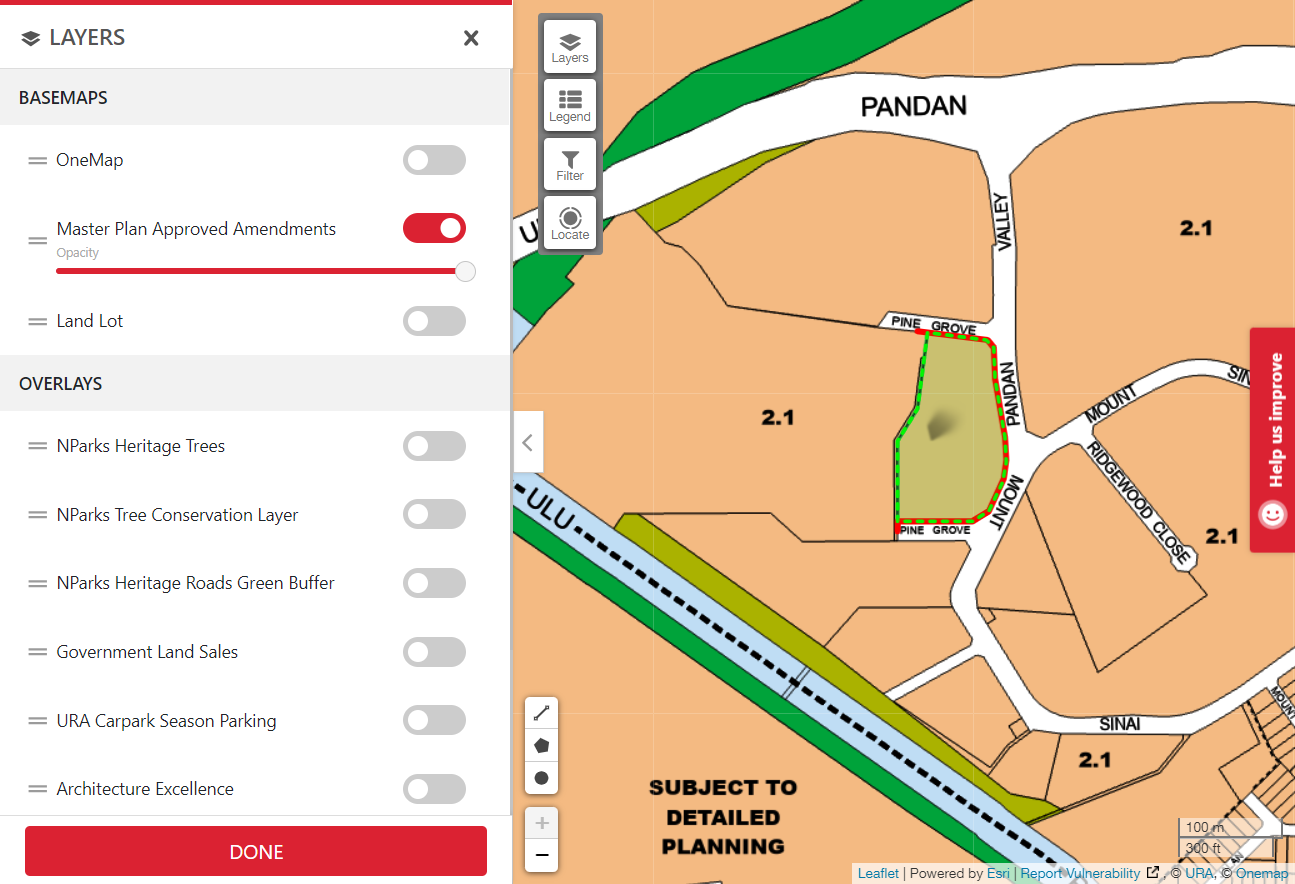 LAYERS
BASEMAPS
OneMap
Master Plan Approved Amendments
Opacity
Land Lot
OVERLAYS
NParks Heritage Trees
NParks Tree Conservation Layer
NParks Heritage Roads Green Buffer
Government Land Sales
URA Carpark Season Parking
Architecture Excellence
DONE
Layers
Legend
Filter
Locate
PANDAN
VALLEY
2.1
PINE GROVE
PANDAN
2.1
MOUNT
SIN
RIDGEWOOD CLOSE
MOUNT
2.1
PINE GROVE
ULU
SINAI
MOUNT
2.1
SUBJECT TO
DETAILED
PLANNING
Help us improve
100 m
300 ft
Leaflet | Powered by Esri | Report Vulnerability , © URA, © Onemap